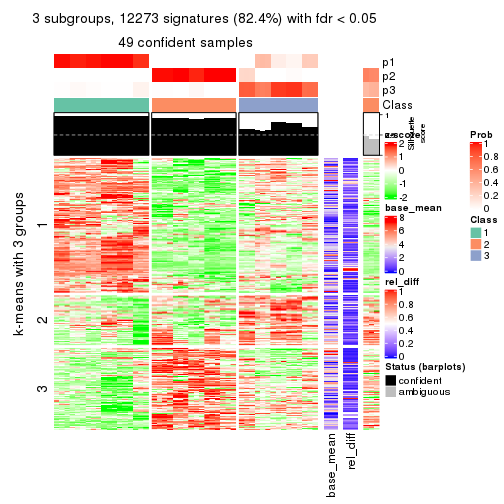 3 subgroups, 12273 signatures (82.4%) with fdr < 0.05
49 confident samples
p1
p2
p3
Class
1
Silhouette
score
k-means with 3 groups
1
2
3
base_mean
rel_diff
z-score
2
1
0
-1
-2
base_mean
8
6
4
2
0
rel_diff
1
0.8
0.6
0.4
0.2
0
Status (barplots)
confident
ambiguous
Prob
1
0.8
0.6
0.4
0.2
0
Class
1
2
3